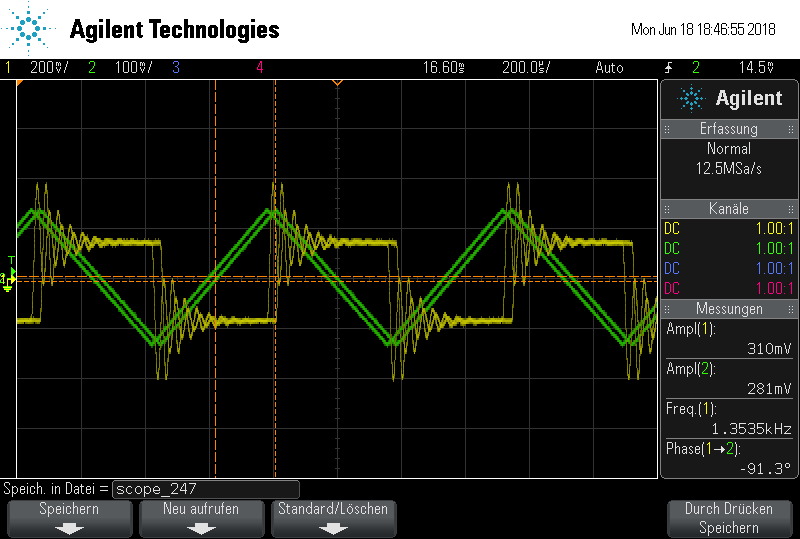 Agilent Technologies
Mon Jun 18 18:46:55 2018
1 200㎷/ 2 100㎷/ 3 4 16.60㎲ 200.0㎲/ Auto 2 14.5㎷
Agilent
Erfassung
Normal
12.5MSa/s
Kanäle
DC 1.00:1
DC 1.00:1
DC 1.00:1
DC 1.00:1
Messungen
Ampl(1):
310mV
Ampl(2):
281mV
Freq.(1):
1.3535kHz
Phase(1→2):
-91.3°
T
Speich. in Datei = scope_247
Speichern
Neu aufrufen
Standard/Löschen
Durch Drücken
Speichern